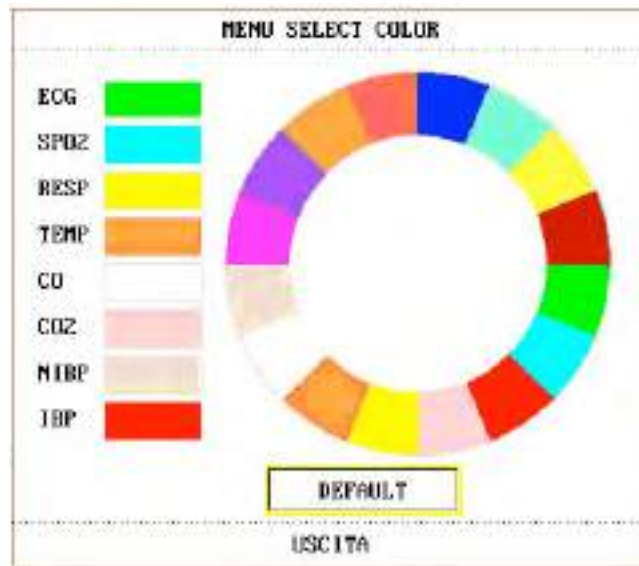 MENU SELECT COLOR
ECG
SPO2
RESP
TEMP
CO
CO2
NIBP
IBP
DEFAULT
USCITA